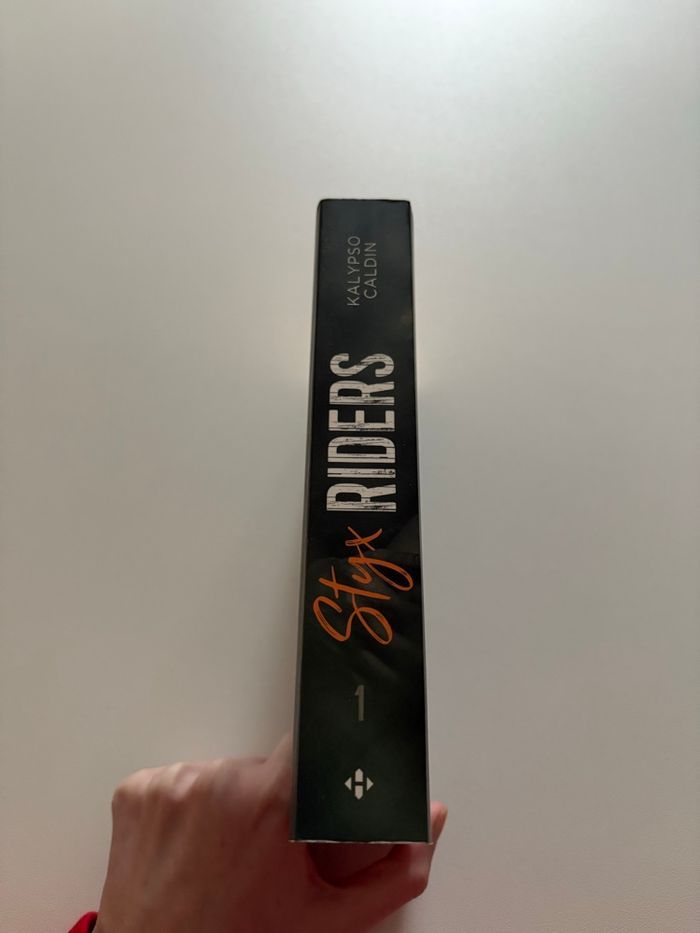 KALYPSO
CALDIN
Styx RIDERS
1
H